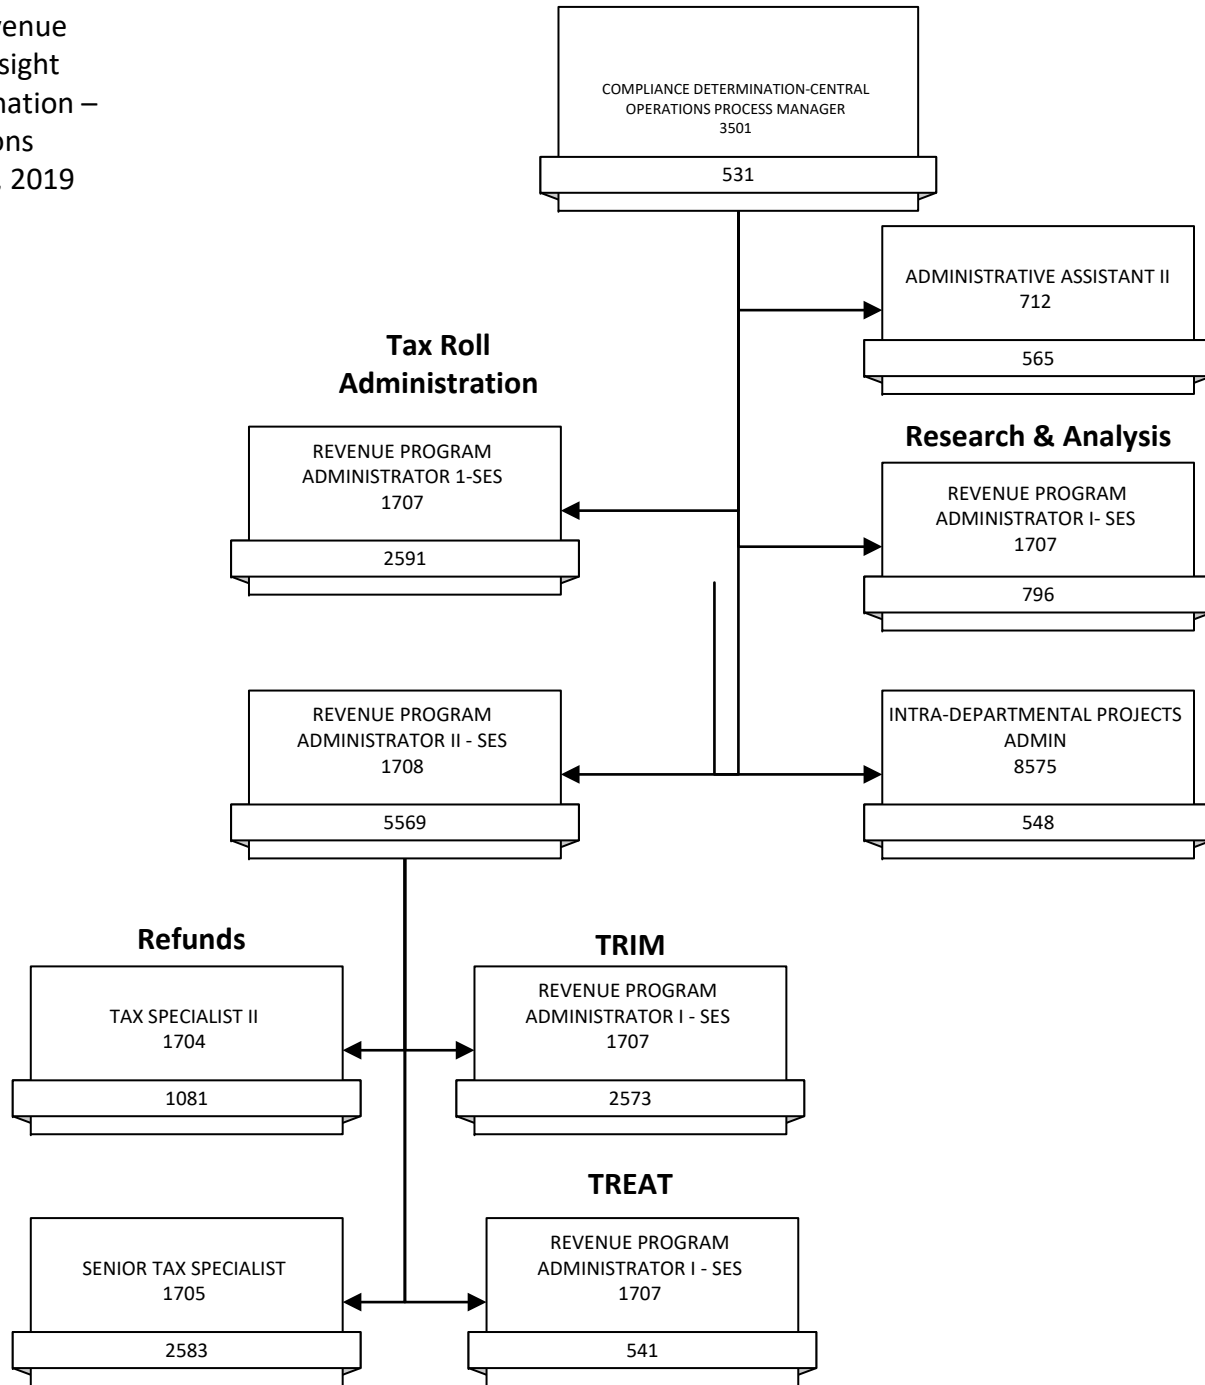 venue
sight
nation –
ons
, 2019
COMPLIANCE DETERMINATION-CENTRAL
OPERATIONS PROCESS MANAGER
3501
531
ADMINISTRATIVE ASSISTANT II
712
565
Tax Roll
Administration
REVENUE PROGRAM
ADMINISTRATOR 1-SES
1707
2591
Research & Analysis
REVENUE PROGRAM
ADMINISTRATOR I- SES
1707
796
REVENUE PROGRAM
ADMINISTRATOR II - SES
1708
5569
INTRA-DEPARTMENTAL PROJECTS
ADMIN
8575
548
Refunds
TAX SPECIALIST II
1704
1081
TRIM
REVENUE PROGRAM
ADMINISTRATOR I - SES
1707
2573
SENIOR TAX SPECIALIST
1705
2583
TREAT
REVENUE PROGRAM
ADMINISTRATOR I - SES
1707
541